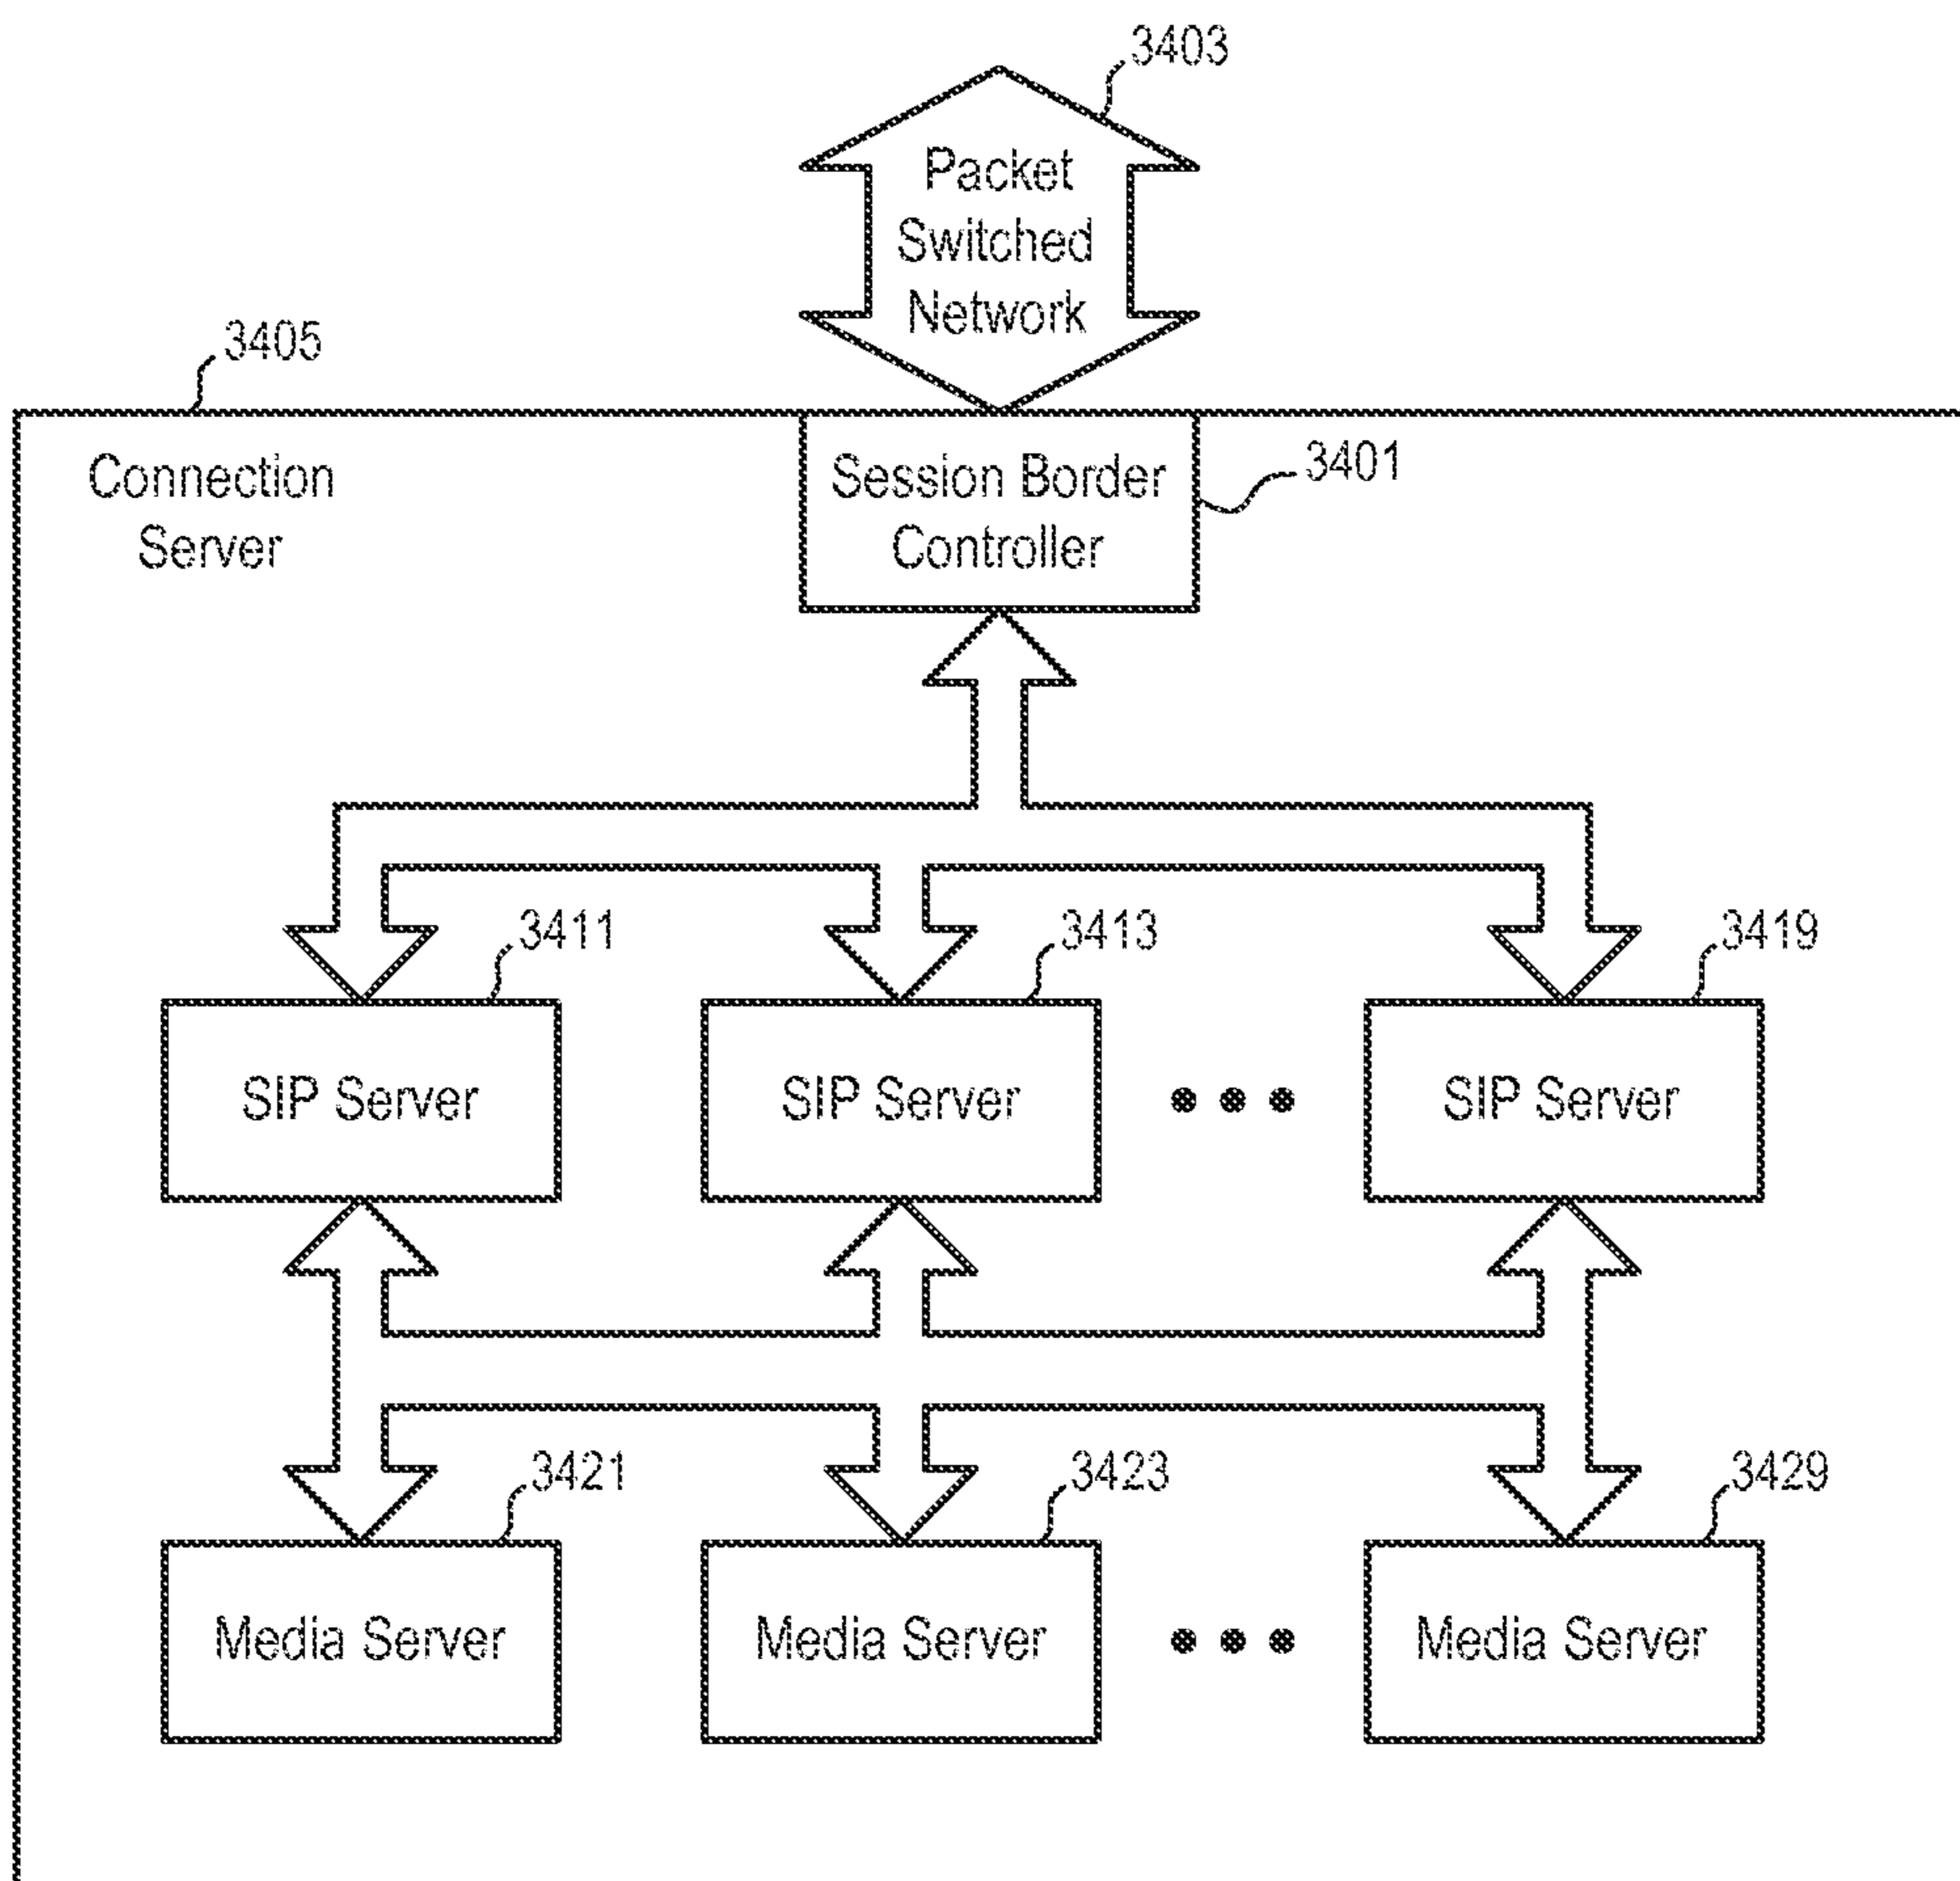 3403
Packet
Switched
Network
3405
Connection
Server
Session Border
Controller
3401
3411
3413
3419
SIP Server
SIP Server
SIP Server
3421
3423
3429
Media Server
Media Server
Media Server